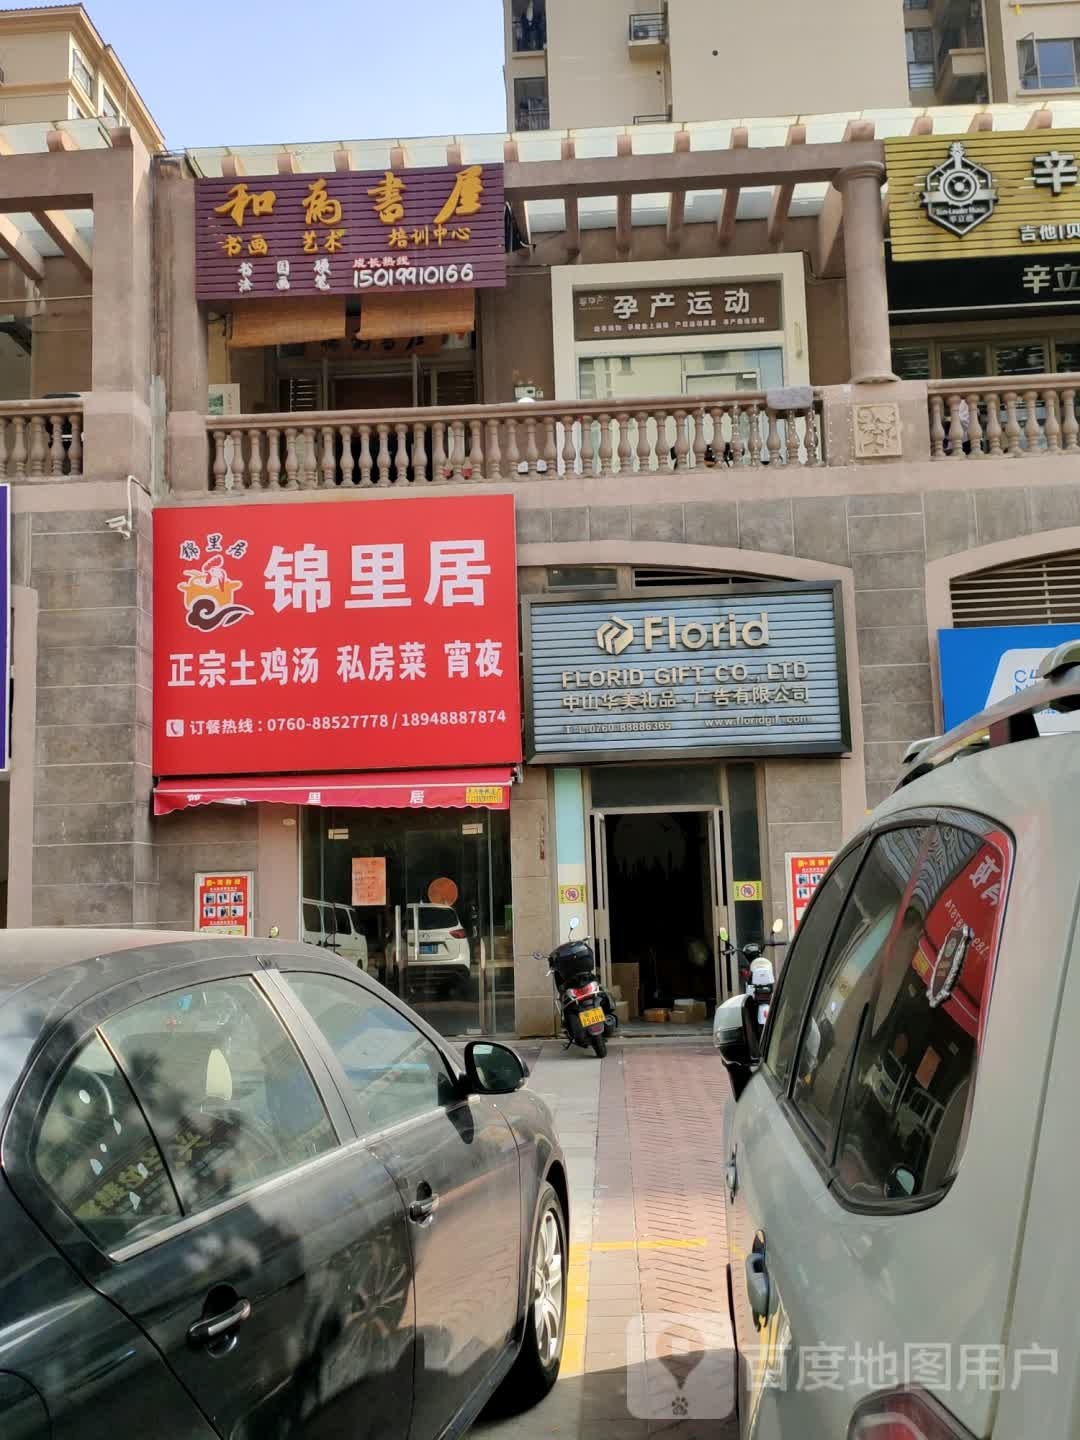 和為書屋
书画 艺术 培训中心
书法 国画 硬笔
成长热线
15019910166
孕产运动
辛
吉他|贝
辛立
锦里居
锦里居
正宗土鸡汤 私房菜 宵夜
订餐热线：0760-88527778 / 18948887874
里 居
Florid
FLORID GIFT CO., LTD
中山华美礼品·广告有限公司
0760-88886365
www.floridgift.com
百度地图用户